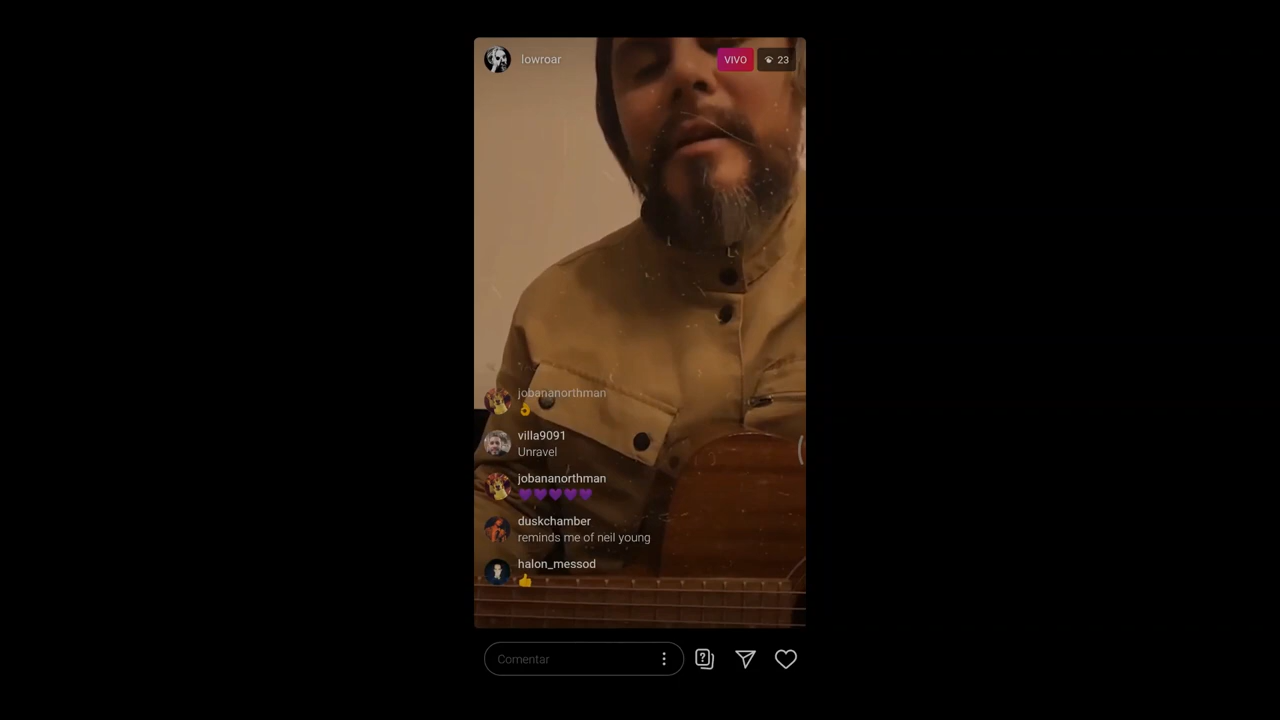 lowroar
VIVO
23
jobananorthman
villa9091
Unravel
jobananorthman
duskchamber
reminds me of neil young
halon_messod
Comentar